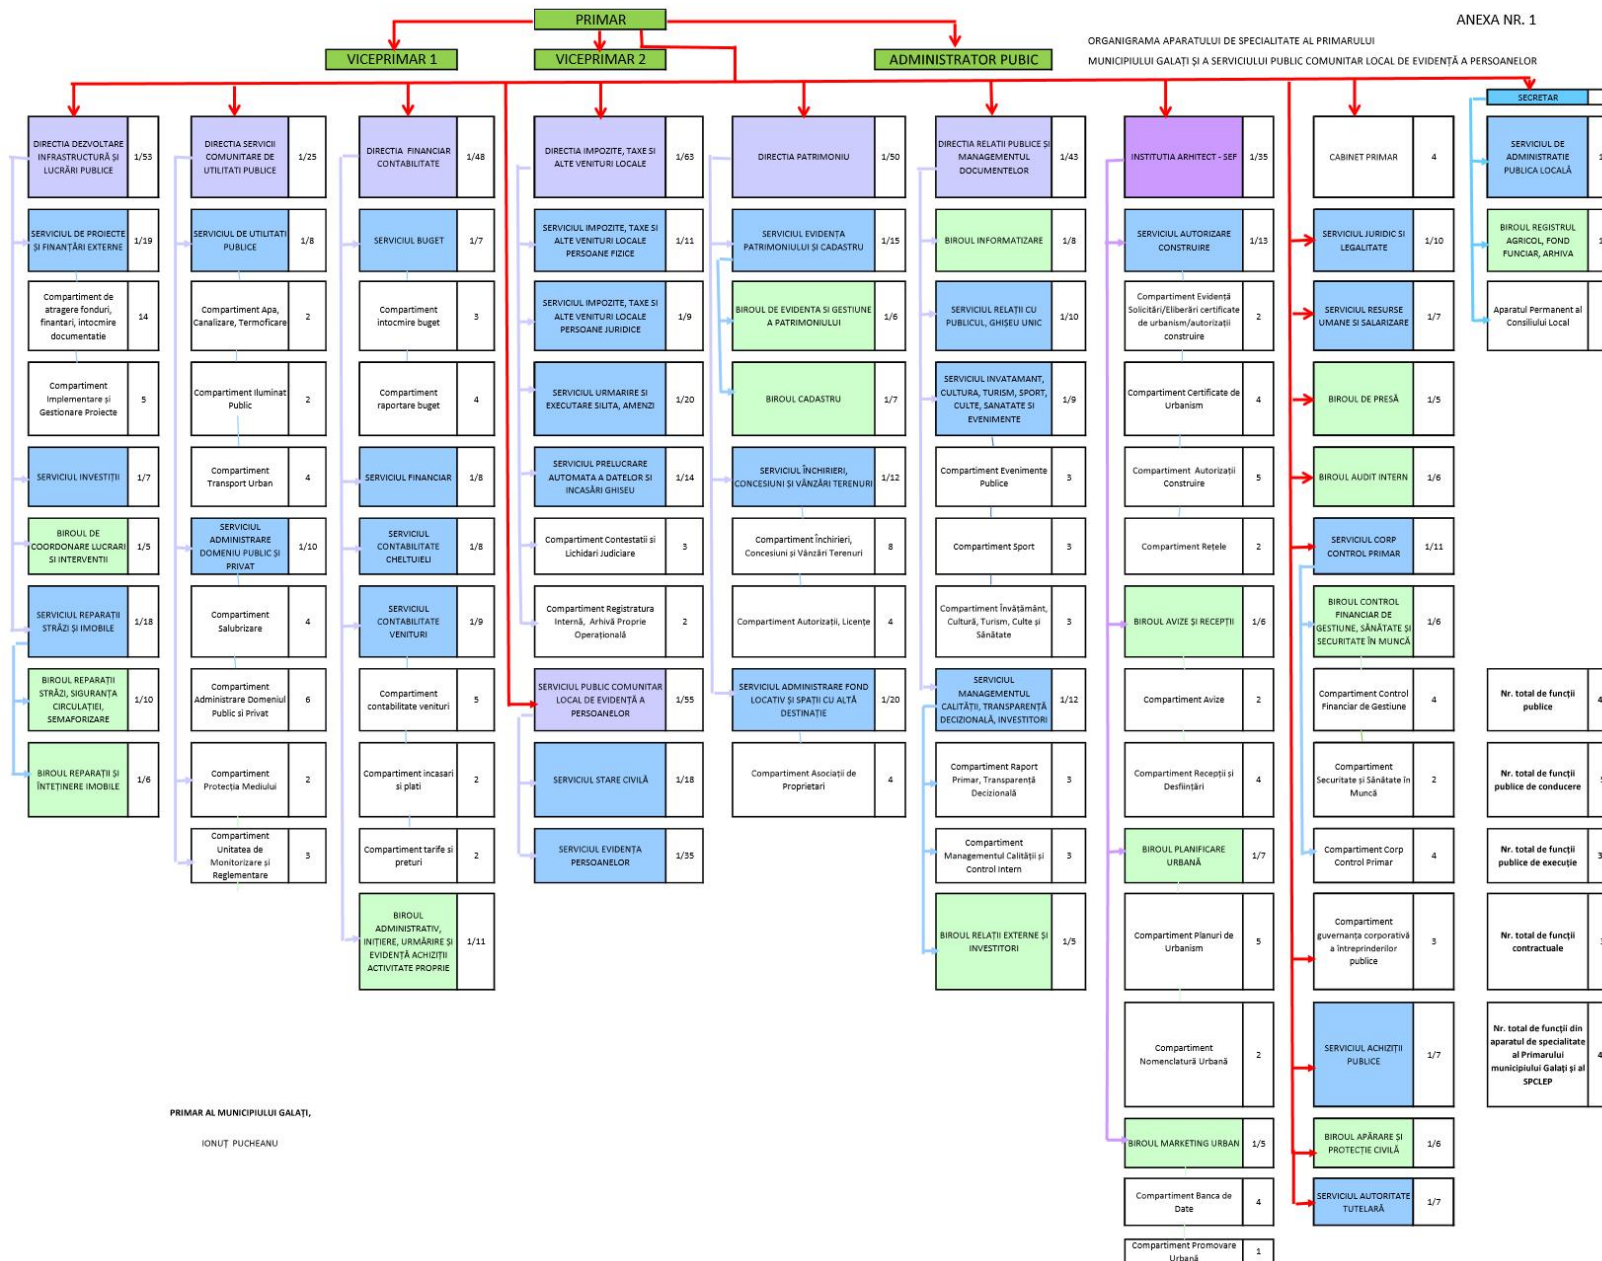 PRIMAR
ANEXA NR. 1
VICEPRIMAR 1
VICEPRIMAR 2
ADMINISTRATOR PUBIC
ORGANIGRAMA APARATULUI DE SPECIALITATE AL PRIMARULUI
MUNICIPIULUI GALAȚI ȘI A SERVICIULUI PUBLIC COMUNITAR LOCAL DE EVIDENȚĂ A PERSOANELOR
DIRECTIA DEZVOLTARE
INFRASTRUCTURĂ ȘI
LUCRĂRI PUBLICE
1/53
SERVICIUL DE PROIECTE
ȘI FINANȚĂRI EXTERNE
1/19
Compartiment de
atragere fonduri,
finantari, intocmire
documentatie
14
Compartiment
Implementare și
Gestionare Proiecte
5
SERVICIUL INVESTIȚII
1/7
BIROUL DE
COORDONARE LUCRARI
SI INTERVENTII
1/5
SERVICIUL REPARAȚII
STRĂZI ȘI IMOBILE
1/18
BIROUL REPARAȚII
STRĂZI, SIGURANȚA
CIRCULAȚIEI,
SEMAFORIZARE
1/10
BIROUL REPARAȚII ȘI
ÎNTEȚINERE IMOBILE
1/6
DIRECTIA SERVICII
COMUNITARE DE
UTILITATI PUBLICE
1/25
SERVICIUL DE UTILITATI
PUBLICE
1/8
Compartiment Apa,
Canalizare, Termoficare
2
Compartiment Iluminat
Public
2
Compartiment
Transport Urban
4
SERVICIUL
ADMINISTRARE
DOMENIU PUBLIC ȘI
PRIVAT
1/10
Compartiment
Salubrizare
4
Compartiment
Administrare Domeniul
Public si Privat
6
Compartiment
Protecția Mediului
2
Compartiment
Unitatea de
Monitorizare și
Reglementare
3
DIRECTIA FINANCIAR
CONTABILITATE
1/48
SERVICIUL BUGET
1/7
Compartiment
intocmire buget
3
Compartiment
raportare buget
4
SERVICIUL FINANCIAR
1/8
SERVICIUL
CONTABILITATE
CHELTUIELI
1/8
SERVICIUL
CONTABILITATE
VENITURI
1/9
Compartiment
contabilitate venituri
5
Compartiment incasari
si plati
2
Compartiment tarife si
preturi
2
BIROUL
ADMINISTRATIV,
INIȚIERE, URMĂRIRE ȘI
EVIDENȚĂ ACHIZIȚII
ACTIVITATE PROPRIE
1/11
DIRECTIA IMPOZITE, TAXE SI
ALTE VENITURI LOCALE
1/63
SERVICIUL IMPOZITE, TAXE SI
ALTE VENITURI LOCALE
PERSOANE FIZICE
1/11
SERVICIUL IMPOZITE, TAXE SI
ALTE VENITURI LOCALE
PERSOANE JURIDICE
1/9
SERVICIUL URMARIRE SI
EXECUTARE SILITA, AMENZI
1/20
SERVICIUL PRELUCRARE
AUTOMATA A DATELOR SI
INCASĂRI GHISEU
1/14
Compartiment Contestatii si
Lichidari Judiciare
3
Compartiment Registratura
Internă, Arhivă Proprie
Operațională
2
SERVICIUL PUBLIC COMUNITAR
LOCAL DE EVIDENȚĂ A
PERSOANELOR
1/55
SERVICIUL STARE CIVILĂ
1/18
SERVICIUL EVIDENȚA
PERSOANELOR
1/35
DIRECTIA PATRIMONIU
1/50
SERVICIUL EVIDENȚA
PATRIMONIULUI ȘI CADASTRU
1/15
BIROUL DE EVIDENTA SI GESTIUNE
A PATRIMONIULUI
1/6
BIROUL CADASTRU
1/7
SERVICIUL ÎNCHIRIERI,
CONCESIUNI ȘI VÂNZĂRI TERENURI
1/12
Compartiment Închirieri,
Concesiuni și Vânzări Terenuri
8
Compartiment Autorizații, Licențe
4
SERVICIUL ADMINISTRARE FOND
LOCATIV ȘI SPAȚII CU ALTĂ
DESTINAȚIE
1/20
Compartiment Asociații de
Proprietari
4
DIRECTIA RELATII PUBLICE ȘI
MANAGEMENTUL
DOCUMENTELOR
1/43
BIROUL INFORMATIZARE
1/8
SERVICIUL RELAȚII CU
PUBLICUL, GHIȘEU UNIC
1/10
SERVICIUL INVATAMANT,
CULTURA, TURISM, SPORT,
CULTE, SANATATE SI
EVENIMENTE
1/9
Compartiment Evenimente
Publice
3
Compartiment Sport
3
Compartiment Învățământ,
Cultură, Turism, Culte și
Sănătate
3
SERVICIUL
MANAGEMENTUL
CALITĂȚII, TRANSPARENȚĂ
DECIZIONALĂ, INVESTITORI
1/12
Compartiment Raport
Primar, Transparență
Decizională
3
Compartiment
Managementul Calității și
Control Intern
3
BIROUL RELAȚII EXTERNE ȘI
INVESTITORI
1/5
INSTITUTIA ARHITECT - SEF
1/35
SERVICIUL AUTORIZARE
CONSTRUIRE
1/13
Compartiment Evidență
Solicitări/Eliberări certificate
de urbanism/autorizații
construire
2
Compartiment Certificate de
Urbanism
4
Compartiment Autorizații
Construire
5
Compartiment Rețele
2
BIROUL AVIZE ȘI RECEPȚII
1/6
Compartiment Avize
2
Compartiment Recepții și
Desființări
4
BIROUL PLANIFICARE
URBANĂ
1/7
Compartiment Planuri de
Urbanism
5
Compartiment
Nomenclatură Urbană
2
BIROUL MARKETING URBAN
1/5
Compartiment Banca de
Date
4
Compartiment Promovare
Urbană
1
CABINET PRIMAR
4
SERVICIUL JURIDIC SI
LEGALITATE
1/10
SERVICIUL RESURSE
UMANE SI SALARIZARE
1/7
BIROUL DE PRESĂ
1/5
BIROUL AUDIT INTERN
1/6
SERVICIUL CORP
CONTROL PRIMAR
1/11
BIROUL CONTROL
FINANCIAR DE
GESTIUNE, SĂNĂTATE ȘI
SECURITATE ÎN MUNCĂ
1/6
Compartiment Control
Financiar de Gestiune
4
Compartiment
Securitate și Sănătate în
Muncă
2
Compartiment Corp
Control Primar
4
Compartiment
guvernanța corporativă
a întreprinderilor
publice
3
SERVICIUL ACHIZIȚII
PUBLICE
1/7
BIROUL APĂRARE ȘI
PROTECȚIE CIVILĂ
1/6
SERVICIUL AUTORITATE
TUTELARĂ
1/7
SECRETAR
SERVICIUL DE
ADMINISTRATIE
PUBLICA LOCALĂ
BIROUL REGISTRUL
AGRICOL, FOND
FUNCIAR, ARHIVA
Aparatul Permanent al
Consiliului Local
Nr. total de funcții
publice
Nr. total de funcții
publice de conducere
Nr. total de funcții
publice de execuție
Nr. total de funcții
contractuale
Nr. total de funcții din
aparatul de specialitate
al Primarului
municipiului Galați și al
SPCLEP
PRIMAR AL MUNICIPIULUI GALAȚI,
IONUȚ PUCHEANU